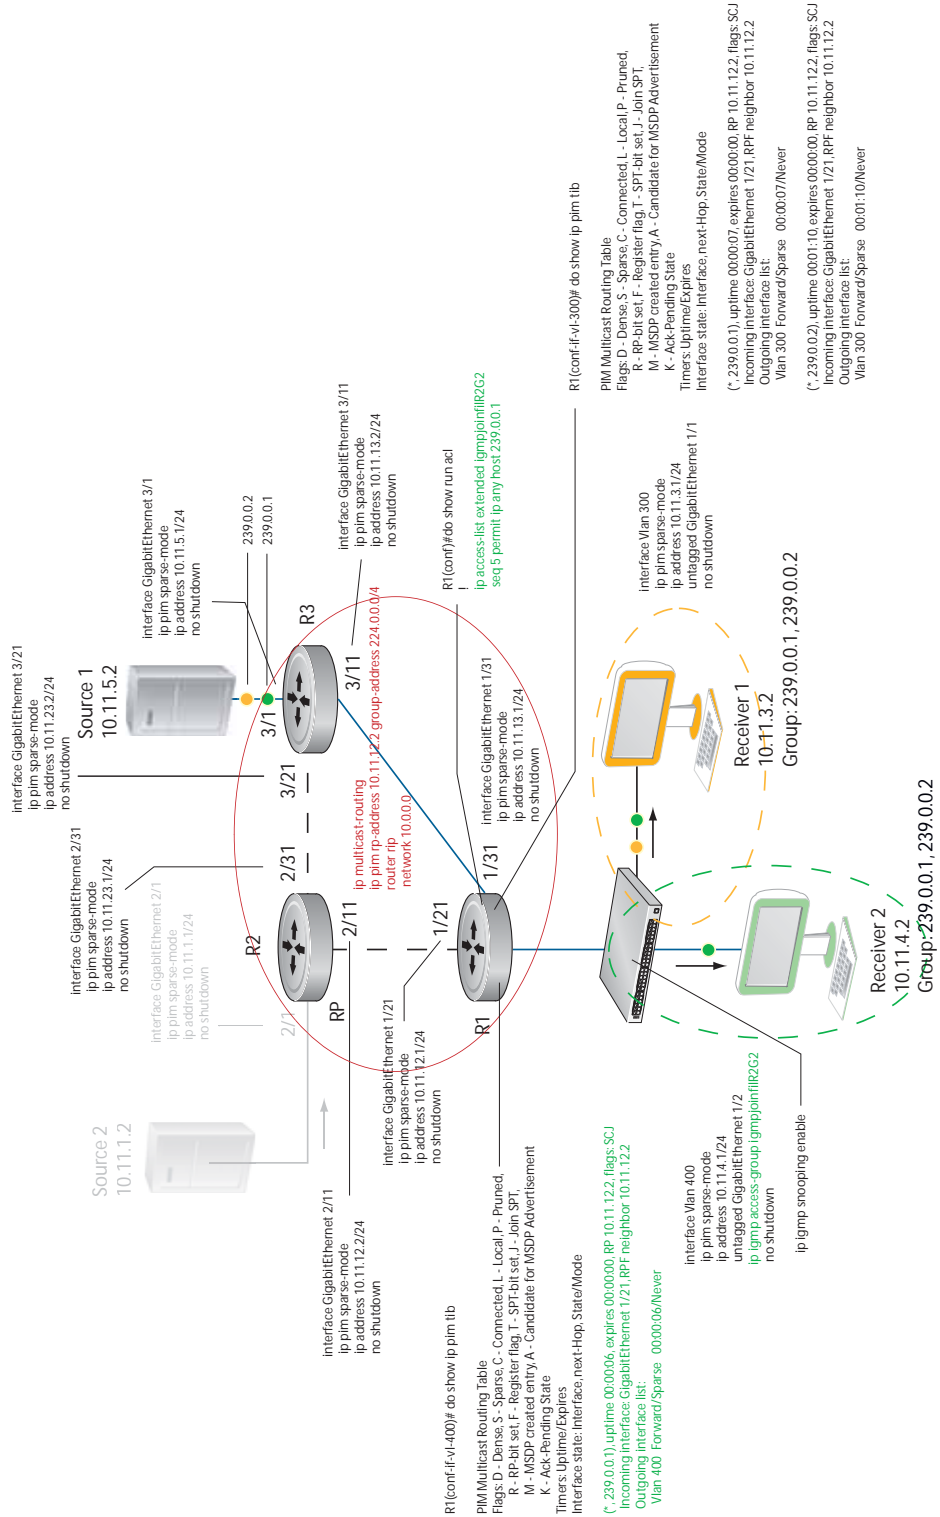 Source 2
10.11.1.2
2/1
interface GigabitEthernet 2/1
ip pim sparse-mode
ip address 10.11.1.1/24
no shutdown
interface GigabitEthernet 2/31
ip pim sparse-mode
ip address 10.11.23.1/24
no shutdown
interface GigabitEthernet 3/21
ip pim sparse-mode
ip address 10.11.23.2/24
no shutdown
Source 1
10.11.5.2
interface GigabitEthernet 3/1
ip pim sparse-mode
ip address 10.11.5.1/24
no shutdown
239.0.0.2
239.0.0.1
R2
2/31
3/21
3/1
R3
RP
2/11
3/11
interface GigabitEthernet 3/11
ip pim sparse-mode
ip address 10.11.13.2/24
no shutdown
interface GigabitEthernet 2/11
ip pim sparse-mode
ip address 10.11.12.2/24
no shutdown
ip multicast-routing
ip pim rp-address 10.11.12.2 group-address 224.0.0.0/4
router rip
network 10.0.0.0
interface GigabitEthernet 1/21
ip pim sparse-mode
ip address 10.11.12.1/24
no shutdown
1/21
R1
1/31
interface GigabitEthernet 1/31
ip pim sparse-mode
ip address 10.11.13.1/24
no shutdown
R1(conf)#do show run acl
!
ip access-list extended igmpjoinfilR2G2
seq 5 permit ip any host 239.0.0.1
R1(conf-if-vl-400)# do show ip pim tib
PIM Multicast Routing Table
Flags: D - Dense, S - Sparse, C - Connected, L - Local, P - Pruned,
R - RP-bit set, F - Register flag, T - SPT-bit set, J - Join SPT,
M - MSDP created entry, A - Candidate for MSDP Advertisement
K - Ack-Pending State
Timers: Uptime/Expires
Interface state: Interface, next-Hop, State/Mode
(*, 239.0.0.1), uptime 00:00:06, expires 00:00:00, RP 10.11.12.2, flags: SCJ
Incoming interface: GigabitEthernet 1/21, RPF neighbor 10.11.12.2
Outgoing interface list:
Vlan 400 Forward/Sparse 00:00:06/Never
R1(conf-if-vl-300)# do show ip pim tib
PIM Multicast Routing Table
Flags: D - Dense, S - Sparse, C - Connected, L - Local, P - Pruned,
R - RP-bit set, F - Register flag, T - SPT-bit set, J - Join SPT,
M - MSDP created entry, A - Candidate for MSDP Advertisement
K - Ack-Pending State
Timers: Uptime/Expires
Interface state: Interface, next-Hop, State/Mode
(*, 239.0.0.1), uptime 00:00:07, expires 00:00:00, RP 10.11.12.2, flags: SCJ
Incoming interface: GigabitEthernet 1/21, RPF neighbor 10.11.12.2
Outgoing interface list:
Vlan 300 Forward/Sparse 00:00:07/Never
(*, 239.0.0.2), uptime 00:01:10, expires 00:00:00, RP 10.11.12.2, flags: SCJ
Incoming interface: GigabitEthernet 1/21, RPF neighbor 10.11.12.2
Outgoing interface list:
Vlan 300 Forward/Sparse 00:01:10/Never
interface Vlan 300
ip pim sparse-mode
ip address 10.11.3.1/24
untagged GigabitEthernet 1/1
no shutdown
interface Vlan 400
ip pim sparse-mode
ip address 10.11.4.1/24
untagged GigabitEthernet 1/2
ip igmp access-group igmpjoinfilR2G2
no shutdown
ip igmp snooping enable
Receiver 1
10.11.3.2
Group: 239.0.0.1, 239.0.0.2
Receiver 2
10.11.4.2
Group: 239.0.0.1, 239.0.0.2